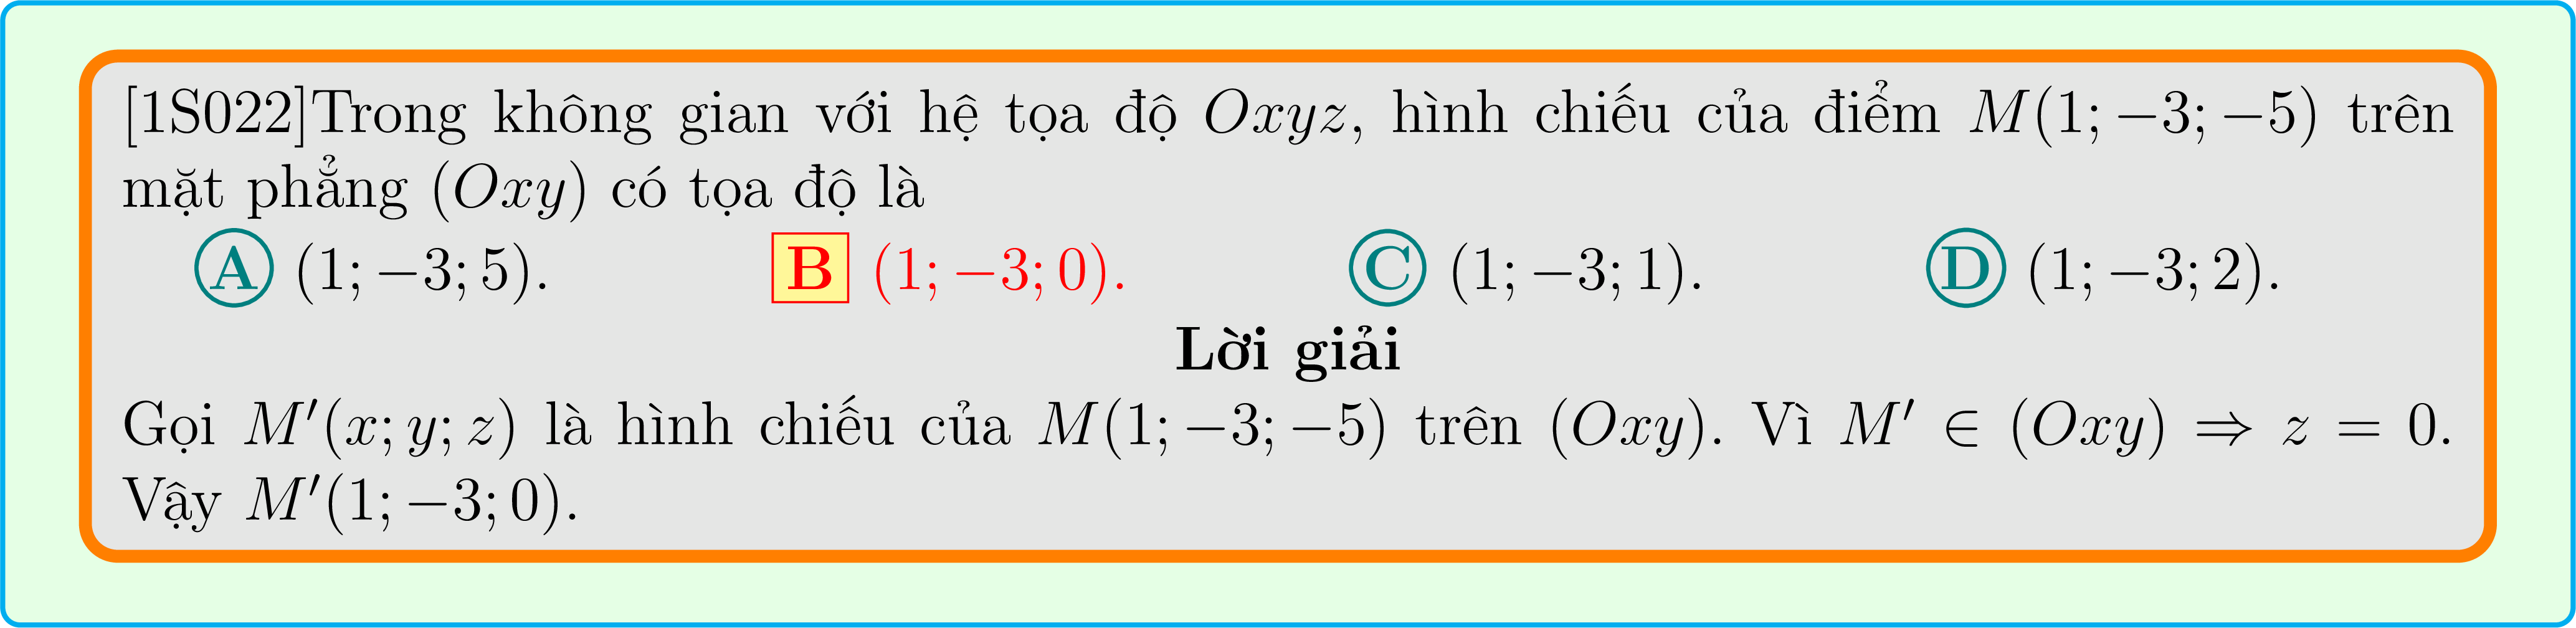 [1S022]Trong không gian với hệ tọa độ Oxyz, hình chiếu của điểm M(1; −3; −5) trên
mặt phẳng (Oxy) có tọa độ là
A (1; −3; 5). B (1; −3; 0). C (1; −3; 1). D (1; −3; 2).
Lời giải
Gọi M′(x; y; z) là hình chiếu của M(1; −3; −5) trên (Oxy). Vì M′ ∈ (Oxy) ⇒ z = 0.
Vậy M′(1; −3; 0).